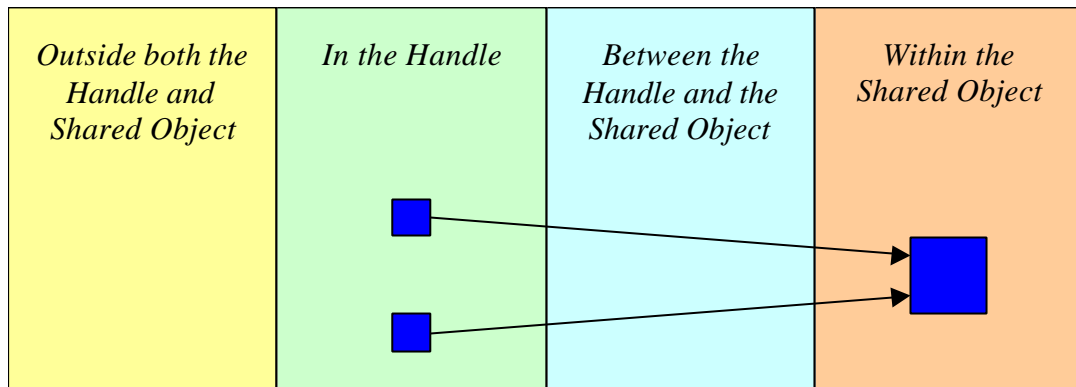 Outside both the
Handle and
Shared Object
In the Handle
Between the
Handle and the
Shared Object
Within the
Shared Object